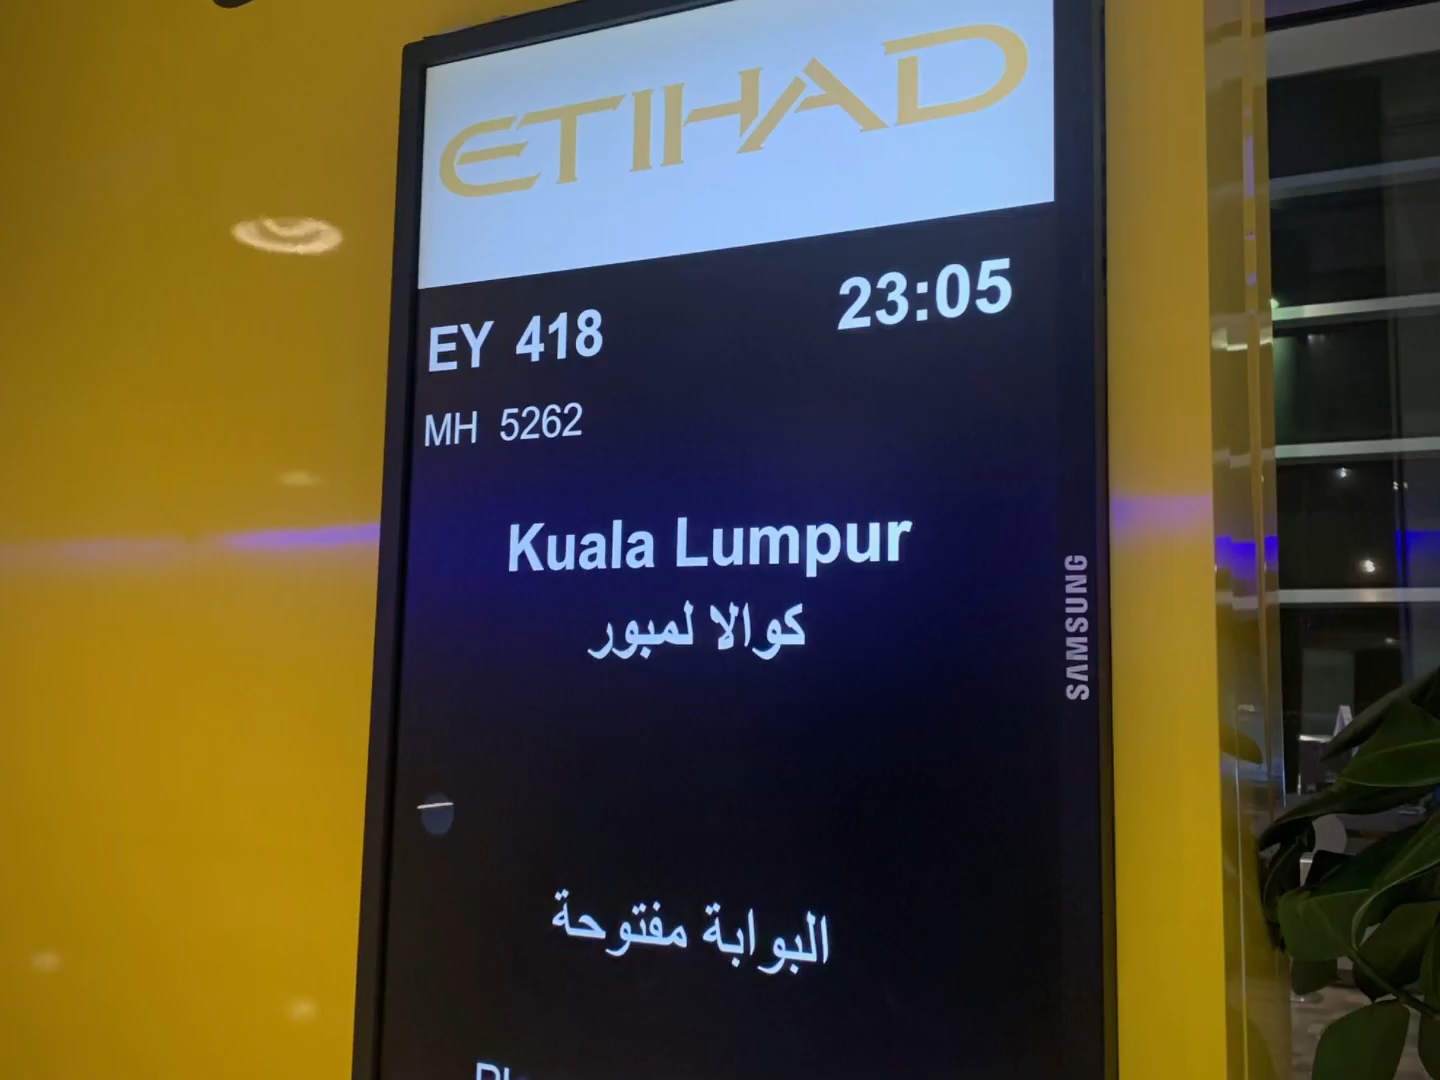 ETIHAD
EY 418 23:05
MH 5262
Kuala Lumpur
كوالا لمبور
البوابة مفتوحة
SAMSUNG